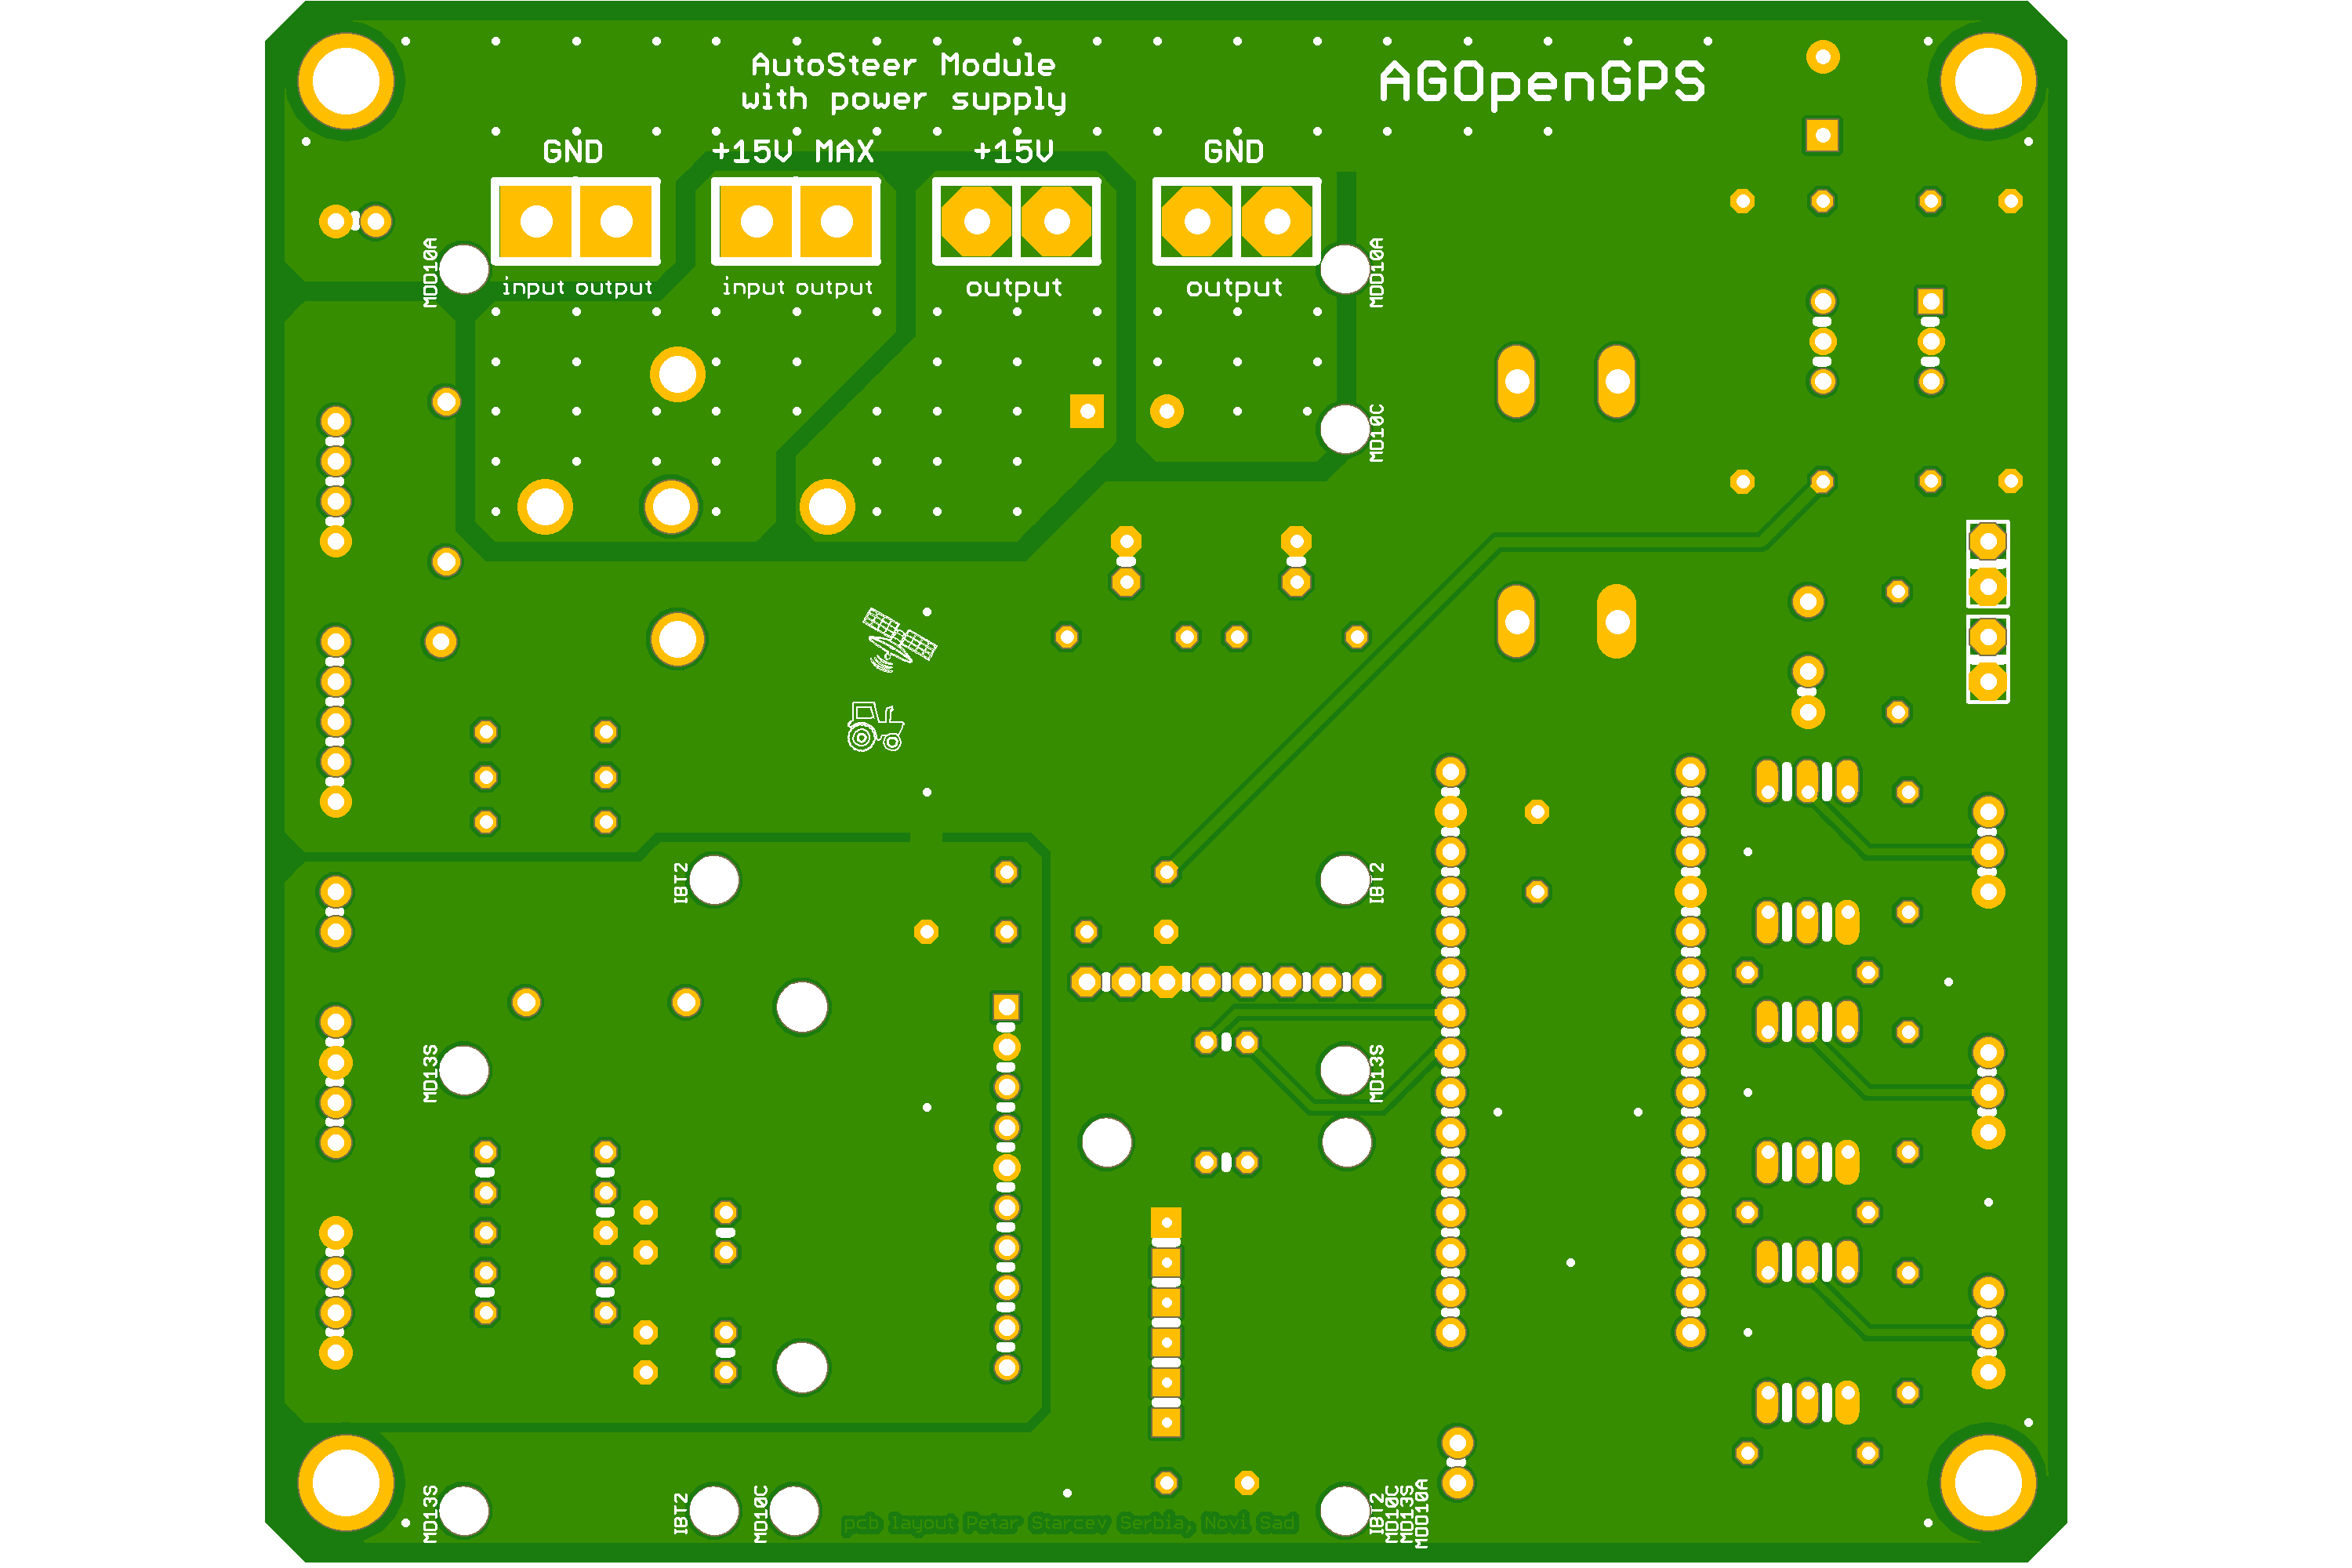 AutoSteer Module
with power supply
AGOpenGPS
GND
+15V MAX
+15V
GND
MDD10A
MDD10A
input output
input output
output
output
MD10C
IBT2
IBT2
MD13S
MD13S
MD13S
IBT2
MD10C
pcb layout Petar Starcev Serbia, Novi Sad
IBT2
MD10C
MD13S
MDD10A